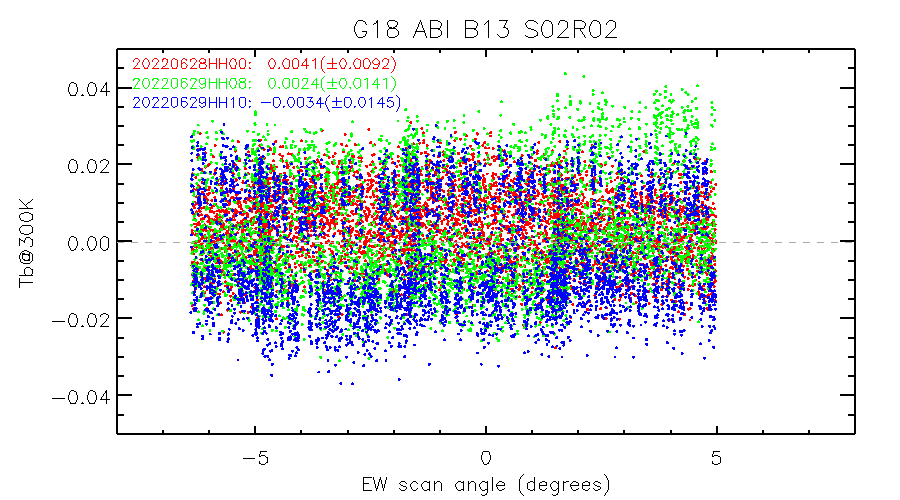 G18 ABI B13 S02R02
20220628HH00: 0.0041(±0.0092)
20220629HH08: 0.0024(±0.0141)
20220629HH10: −0.0034(±0.0145)
0.04
0.02
0.00
−0.02
−0.04
Tb@300K
−5 0 5
EW scan angle (degrees)